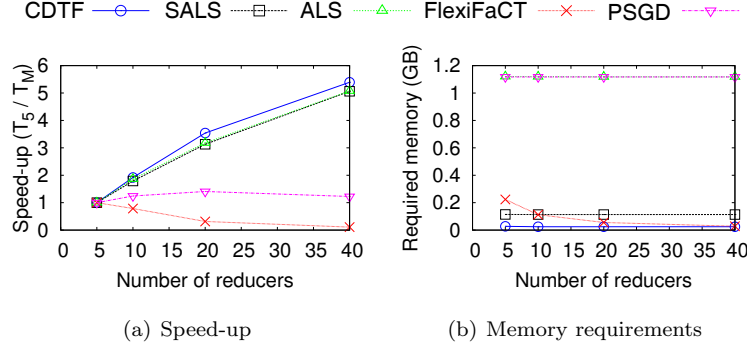 CDTF SALS ALS FlexiFaCT PSGD
Speed-up (T5 / TM)
6
5
4
3
2
1
0
0 5 10 15 20 25 30 35 40
Number of reducers
(a) Speed-up
Required memory (GB)
1.2
1
0.8
0.6
0.4
0.2
0
0 5 10 15 20 25 30 35 40
Number of reducers
(b) Memory requirements